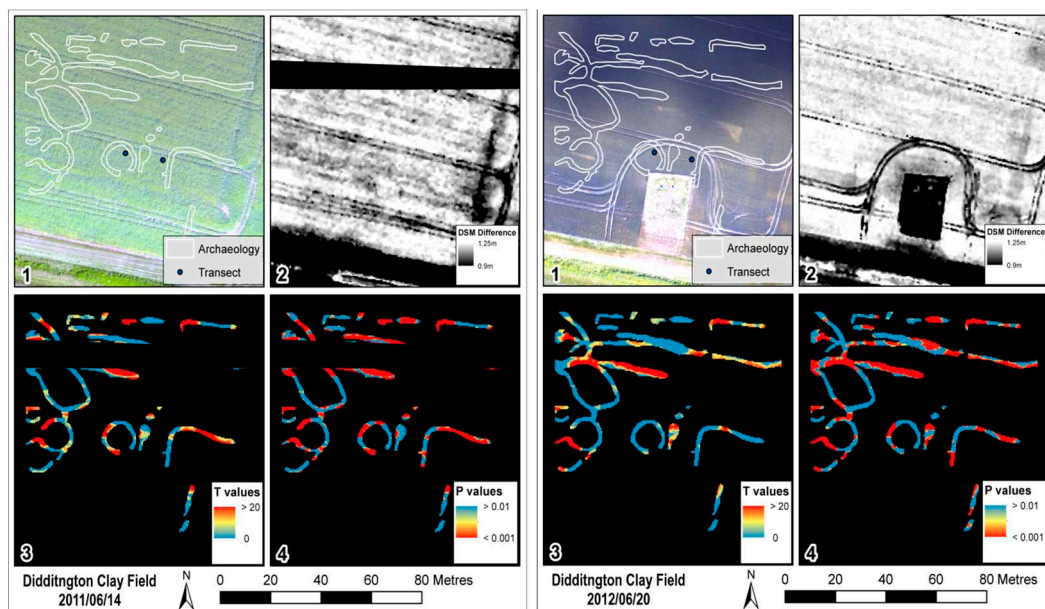 Archaeology
Transect
1
DSM Difference
1.25m
0.9m
2
T values
> 20
0
3
P values
> 0.01
< 0.001
4
Didditngton Clay Field
2011/06/14
N
0 20 40 60 80 Metres
Archaeology
Transect
1
DSM Difference
1.25m
0.9m
2
T values
> 20
0
3
P values
> 0.01
< 0.001
4
Didditngton Clay Field
2012/06/20
N
0 20 40 60 80 Metres